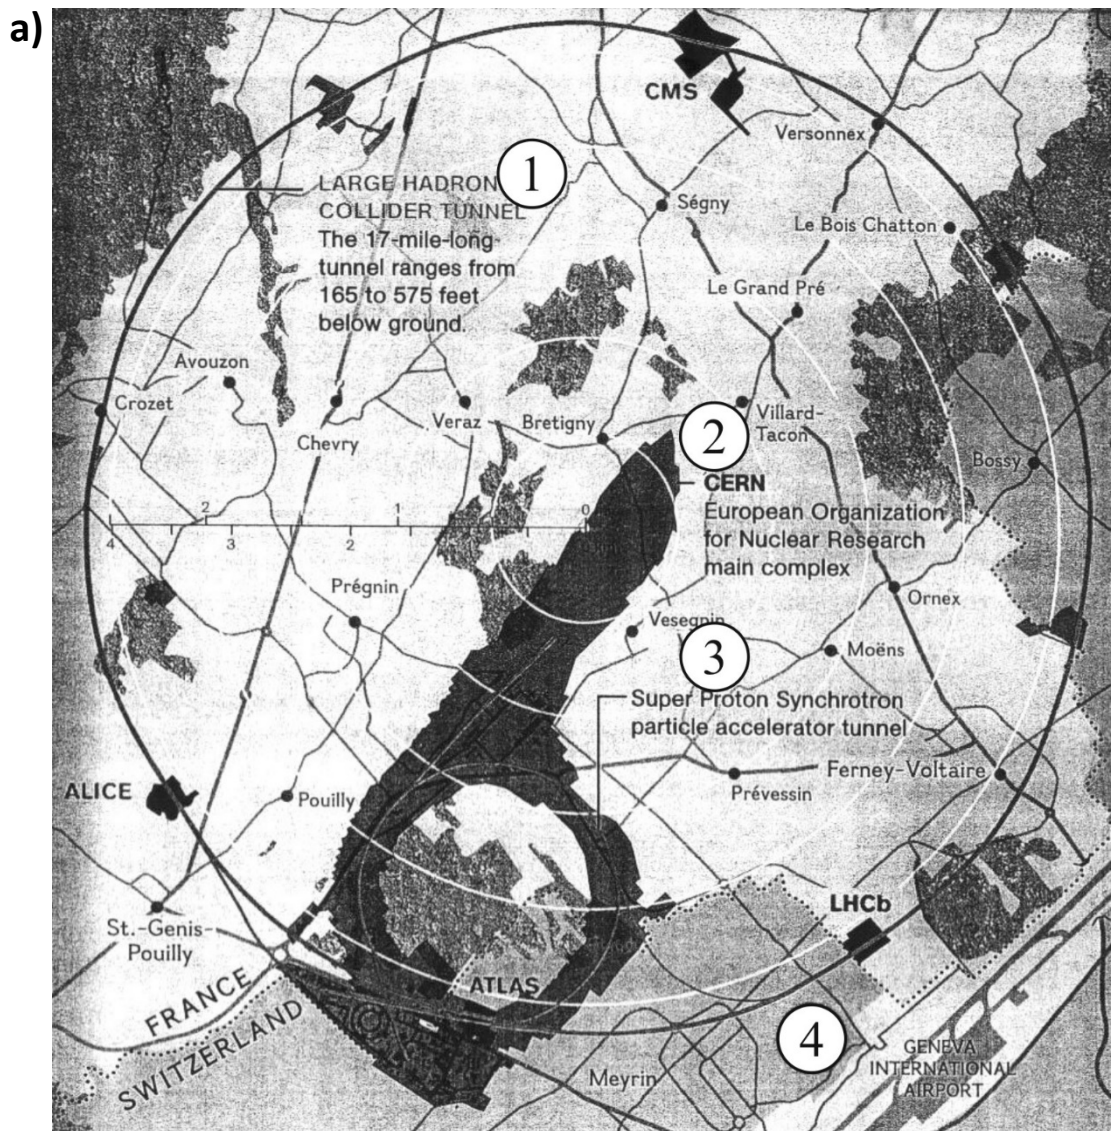 a)
CMS
Versonnex
1
LARGE HADRON
COLLIDER TUNNEL
The 17-mile-long
tunnel ranges from
165 to 575 feet
below ground.
Ségny
Le Bois Chatton
Le Grand Pré
Avouzon
Crozet
Chevry
Veraz
Bretigny
Villard-
Tacon
2
Bossy
CERN
European Organization
for Nuclear Research
main complex
2
1
0
4
3
2
Prégnin
Ornex
Vesegnin
3
Moëns
Super Proton Synchrotron
particle accelerator tunnel
ALICE
Pouilly
Ferney-Voltaire
Prévessin
LHCb
St.-Genis-
Pouilly
ATLAS
FRANCE
SWITZERLAND
4
Meyrin
GENEVA
INTERNATIONAL
AIRPORT